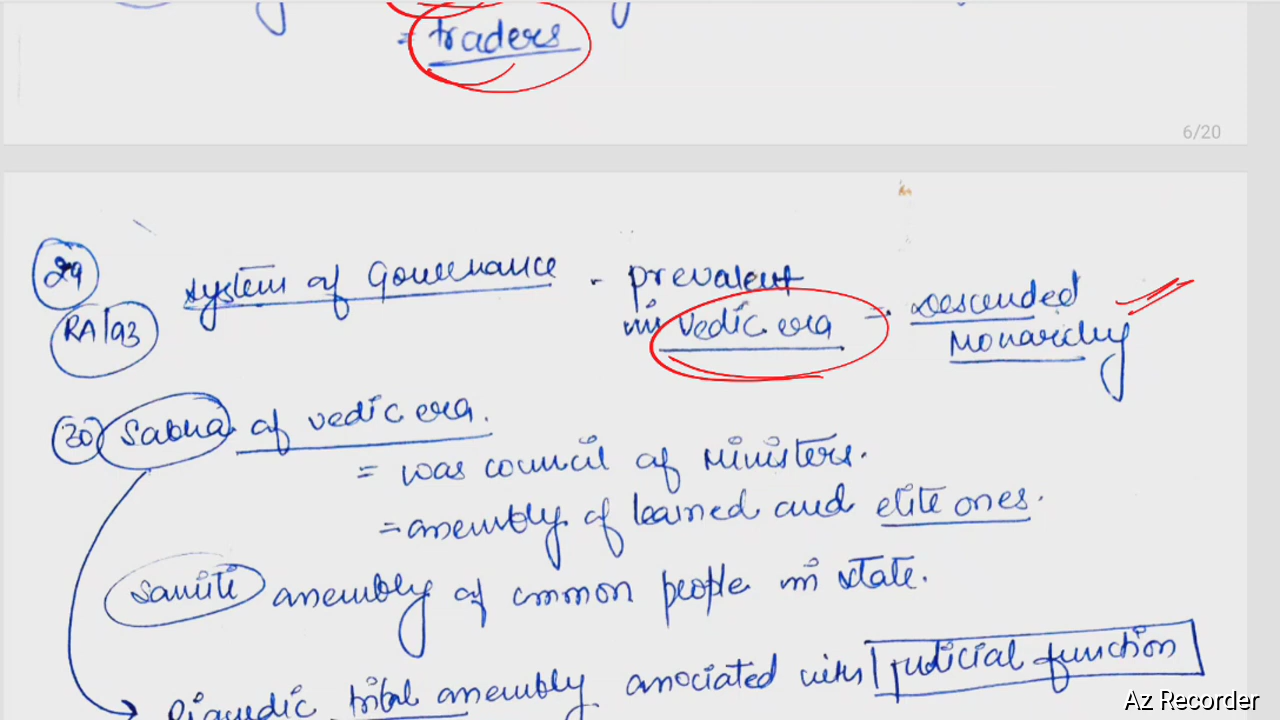 = traders
6/20
29 system of Governance - prevalent
RA/93 in vedic era - Descended
Monarchy
30 Sabha of vedic era.
= was council of Ministers.
= assembly of learned and elite ones.
Samiti assembly of common people in state.
Rigvedic tribal assembly associated with judicial function
Az Recorder